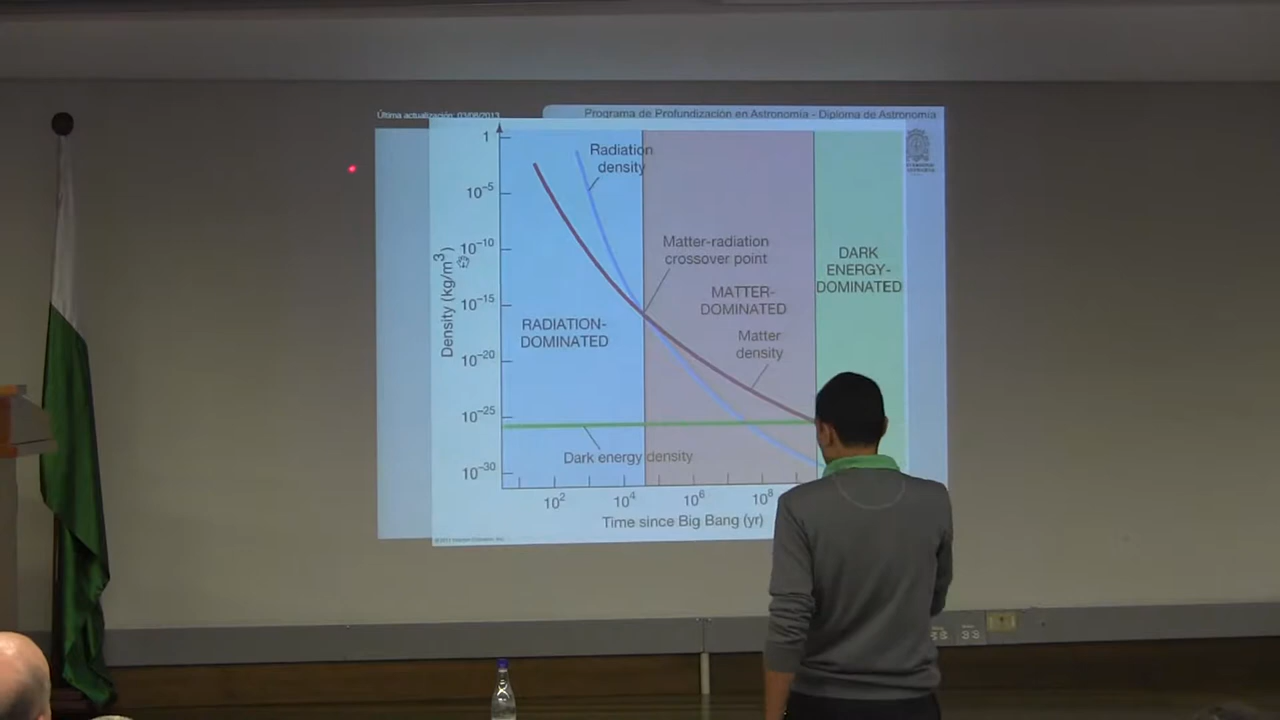 Última actualización: 03/08/2013
Programa de Profundización en Astronomía - Diploma de Astronomía
1
10⁻⁵
10⁻¹⁰
10⁻¹⁵
10⁻²⁰
10⁻²⁵
10⁻³⁰
Density (kg/m³)
Radiation
density
Matter-radiation
crossover point
DARK
ENERGY-
DOMINATED
MATTER-
DOMINATED
RADIATION-
DOMINATED
Matter
density
Dark energy density
10² 10⁴ 10⁶ 10⁸
Time since Big Bang (yr)